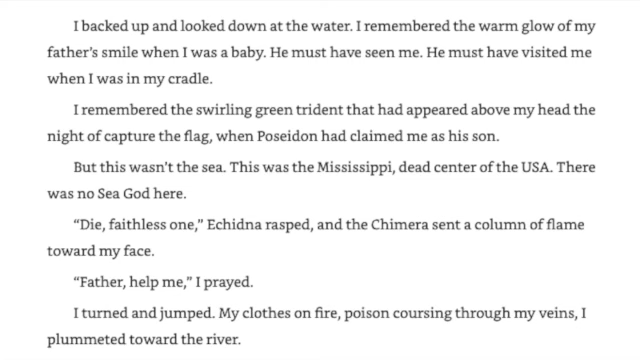 I backed up and looked down at the water. I remembered the warm glow of my
father’s smile when I was a baby. He must have seen me. He must have visited me
when I was in my cradle.
I remembered the swirling green trident that had appeared above my head the
night of capture the flag, when Poseidon had claimed me as his son.
But this wasn’t the sea. This was the Mississippi, dead center of the USA. There
was no Sea God here.
“Die, faithless one,” Echidna rasped, and the Chimera sent a column of flame
toward my face.
“Father, help me,” I prayed.
I turned and jumped. My clothes on fire, poison coursing through my veins, I
plummeted toward the river.